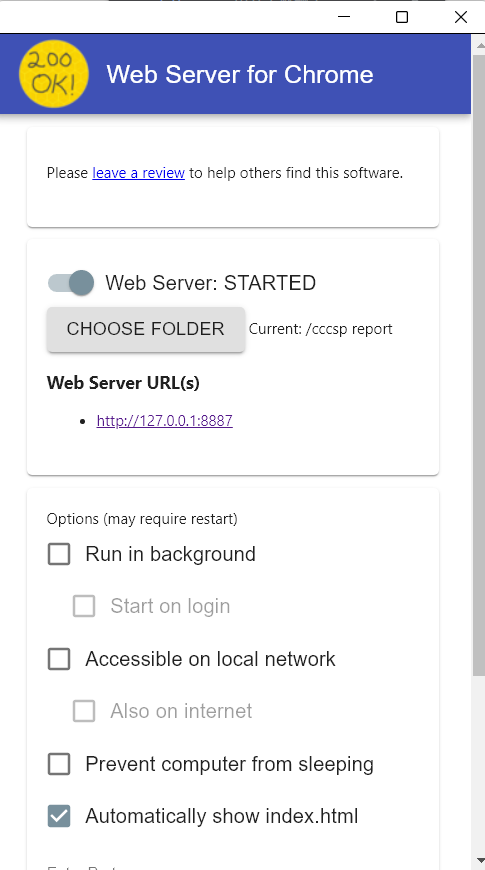 200 OK!
Web Server for Chrome
Please leave a review to help others find this software.
Web Server: STARTED
CHOOSE FOLDER Current: /cccsp report
Web Server URL(s)
http://127.0.0.1:8887
Options (may require restart)
Run in background
Start on login
Accessible on local network
Also on internet
Prevent computer from sleeping
Automatically show index.html